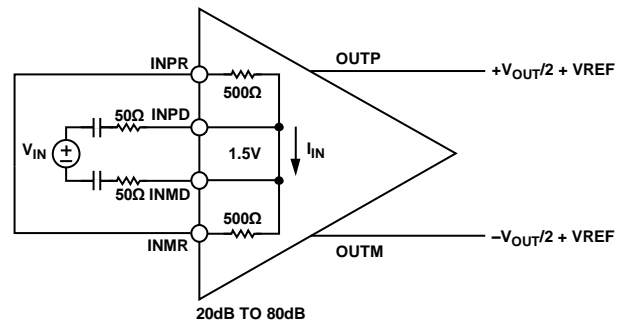 INPR
500Ω
OUTP
+VOUT/2 + VREF
50Ω
INPD
VIN
+
−
1.5V
IIN
50Ω
INMD
500Ω
INMR
OUTM
−VOUT/2 + VREF
20dB TO 80dB